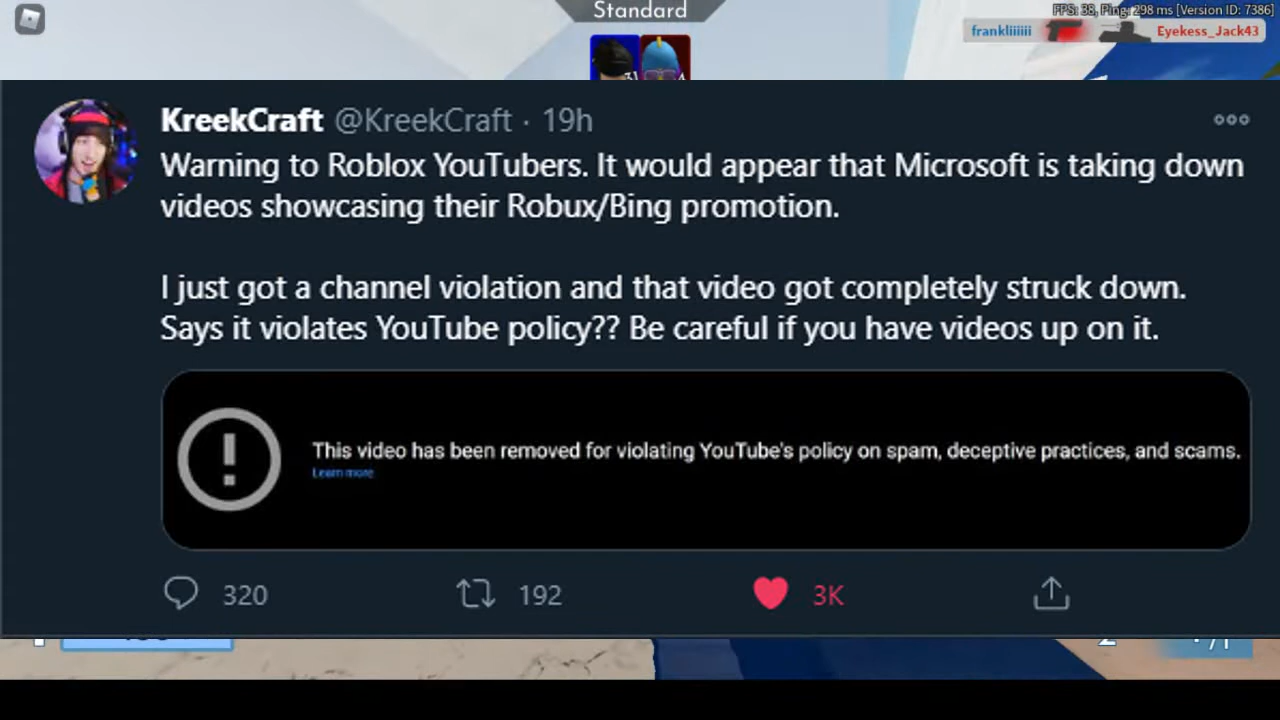 Standard
FPS: 38, Ping: 298 ms [Version ID: 7386]
frankliiiiii Eyekess_Jack43
KreekCraft @KreekCraft · 19h
Warning to Roblox YouTubers. It would appear that Microsoft is taking down
videos showcasing their Robux/Bing promotion.
I just got a channel violation and that video got completely struck down.
Says it violates YouTube policy?? Be careful if you have videos up on it.
This video has been removed for violating YouTube's policy on spam, deceptive practices, and scams.
Learn more
320 192 3K